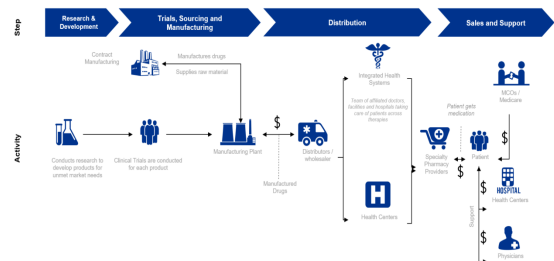 Step
Research &
Development
Trials, Sourcing and
Manufacturing
Distribution
Sales and Support
Activity
Contract
Manufacturing
Manufactures drugs
Supplies raw material
Conducts research to
develop products for
unmet market needs
Clinical Trials are conducted
for each product
Manufacturing Plant
$
Manufactured
Drugs
Distributors /
wholesaler
Integrated Health
Systems
Team of affiliated doctors,
facilities and hospitals taking
care of patients across
therapies
H
Health Centers
Specialty
Pharmacy
Providers
$
Patient gets
medication
Patient
MCOs /
Medicare
$
HOSPITAL
Health Centers
$
Support
$
Physicians